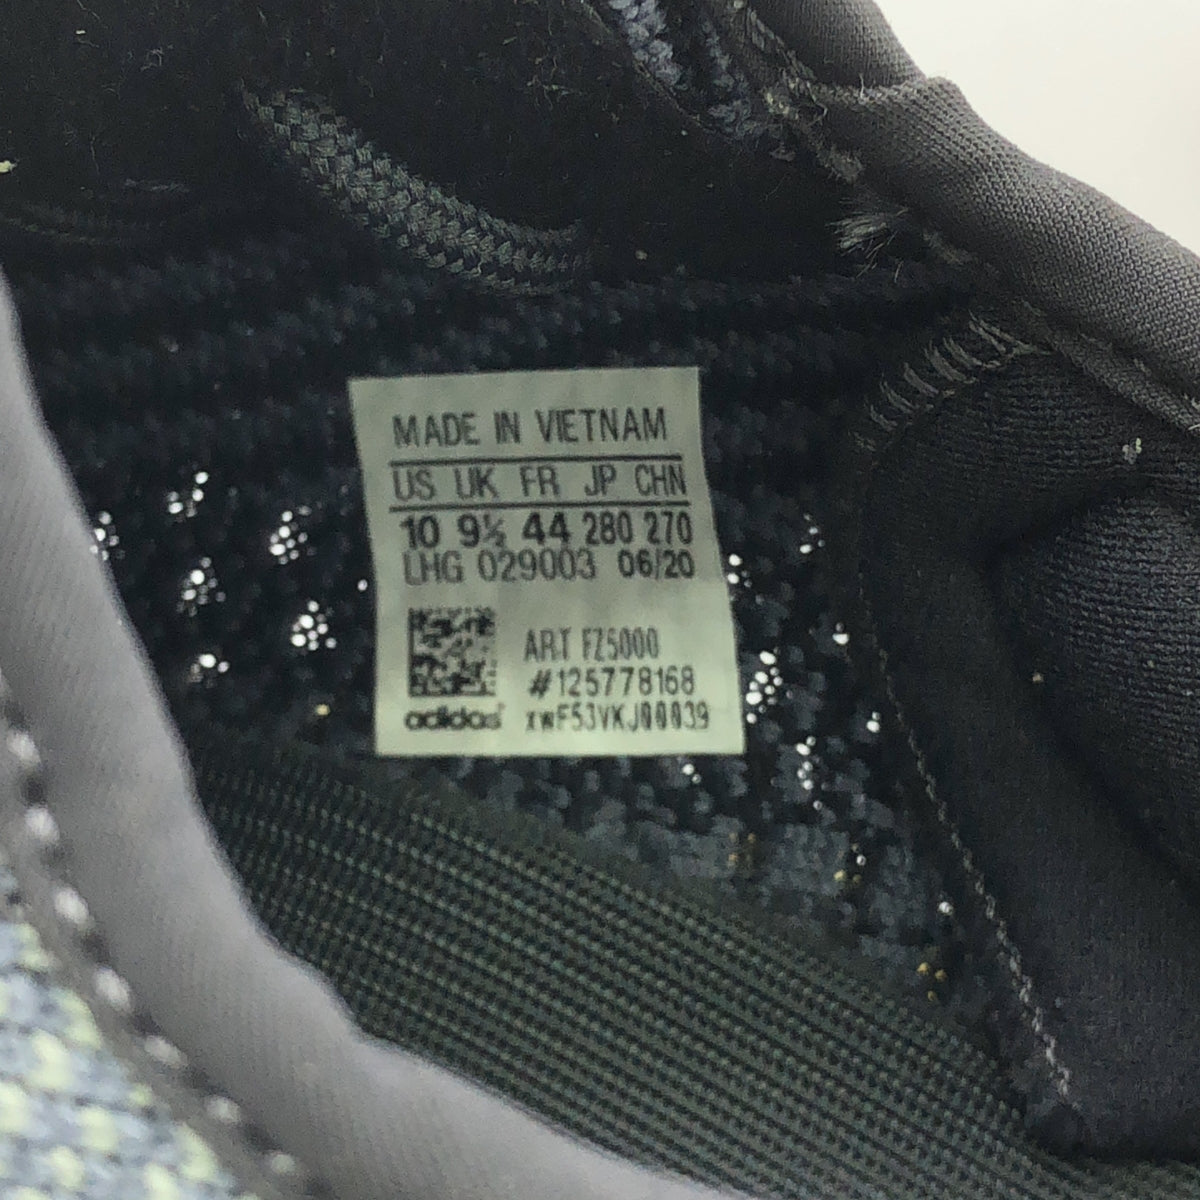 MADE IN VIETNAM
US UK FR JP CHN
10 9½ 44 280 270
LHG 029003 06/20
ART FZ5000
#125778168
adidas